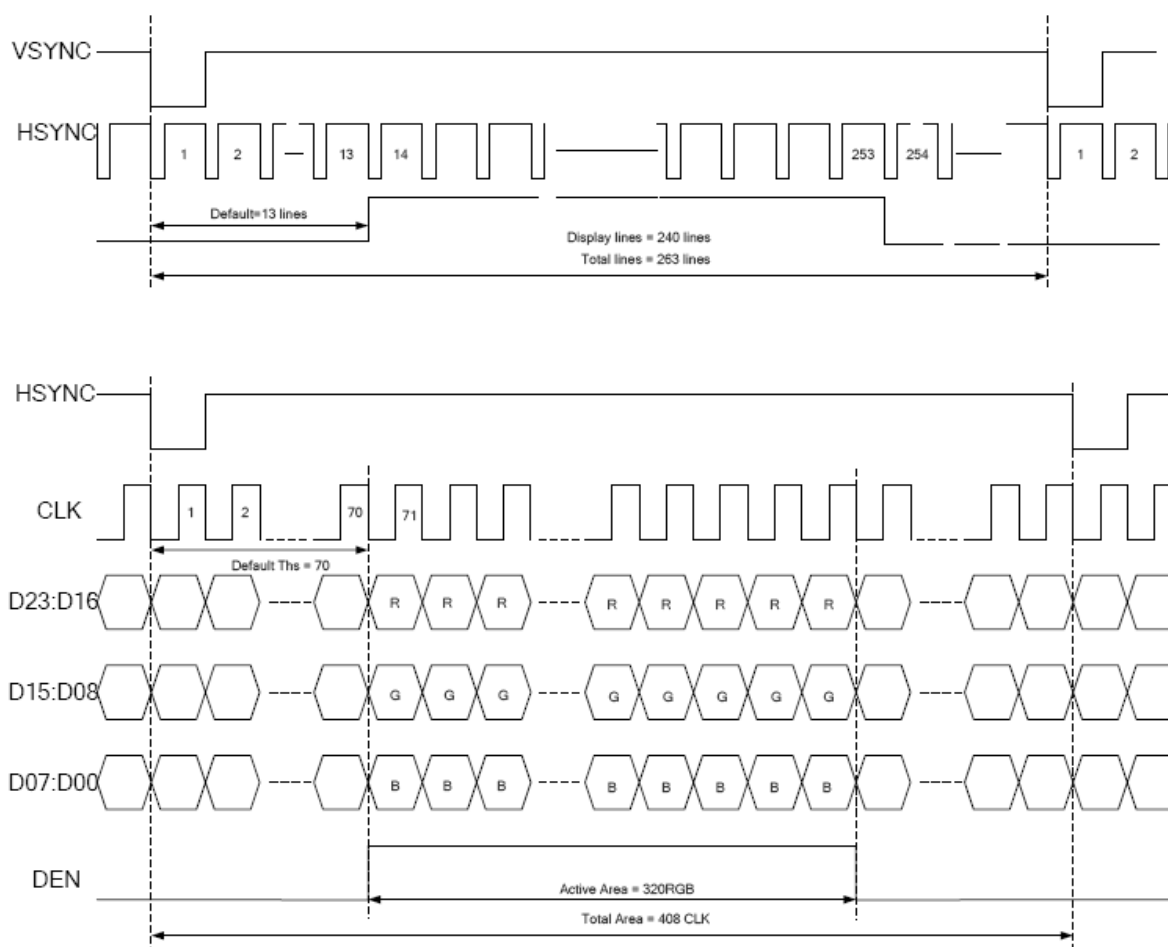 VSYNC
HSYNC 1 2 13 14 253 254 1 2
Default=13 lines
Display lines = 240 lines
Total lines = 263 lines
HSYNC
CLK 1 2 70 71
Default Ths = 70
D23:D16 R R R R R R R R
D15:D08 G G G G G G G G
D07:D00 B B B B B B B B
DEN
Active Area = 320RGB
Total Area = 408 CLK